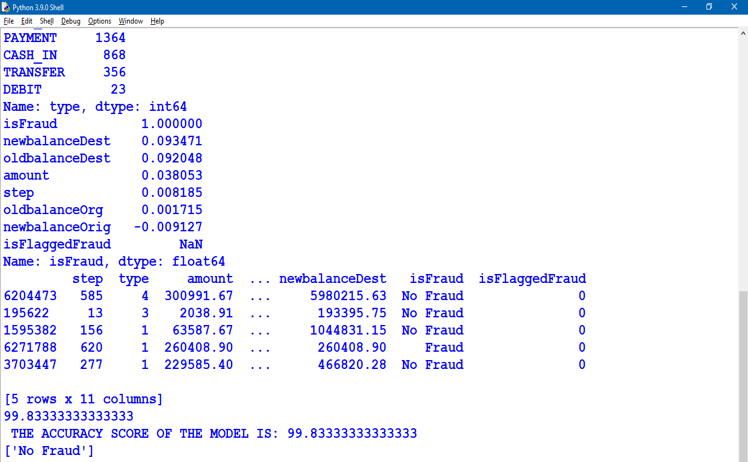 Python 3.9.0 Shell
File Edit Shell Debug Options Window Help
PAYMENT 1364
CASH_IN 868
TRANSFER 356
DEBIT 23
Name: type, dtype: int64
isFraud 1.000000
newbalanceDest 0.093471
oldbalanceDest 0.092048
amount 0.038053
step 0.008185
oldbalanceOrg 0.001715
newbalanceOrig -0.009127
isFlaggedFraud NaN
Name: isFraud, dtype: float64
step type amount ... newbalanceDest isFraud isFlaggedFraud
6204473 585 4 300991.67 ... 5980215.63 No Fraud 0
195622 13 3 2038.91 ... 193395.75 No Fraud 0
1595382 156 1 63587.67 ... 1044831.15 No Fraud 0
6271788 620 1 260408.90 ... 260408.90 Fraud 0
3703447 277 1 229585.40 ... 466820.28 No Fraud 0
[5 rows x 11 columns]
99.83333333333333
THE ACCURACY SCORE OF THE MODEL IS: 99.83333333333333
['No Fraud']